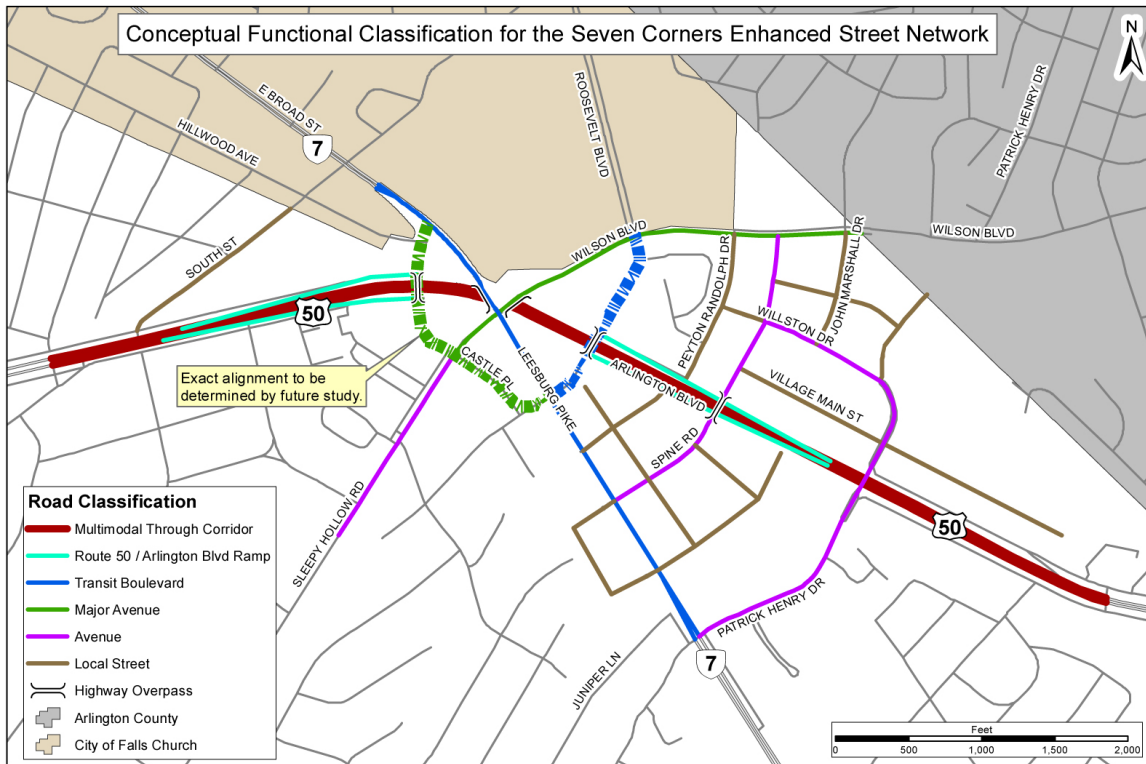 Conceptual Functional Classification for the Seven Corners Enhanced Street Network
N
E BROAD ST
7
HILLWOOD AVE
ROOSEVELT BLVD
PATRICK HENRY DR
SOUTH ST
WILSON BLVD
WILSON BLVD
PEYTON RANDOLPH DR
JOHN MARSHALL DR
50
WILLSTON DR
CASTLE PL
LEESBURG PIKE
ARLINGTON BLVD
VILLAGE MAIN ST
Exact alignment to be
determined by future study.
SPINE RD
SLEEPY HOLLOW RD
50
PATRICK HENRY DR
JUNIPER LN
7
Road Classification
Multimodal Through Corridor
Route 50 / Arlington Blvd Ramp
Transit Boulevard
Major Avenue
Avenue
Local Street
Highway Overpass
Arlington County
City of Falls Church
Feet
0 500 1,000 1,500 2,000